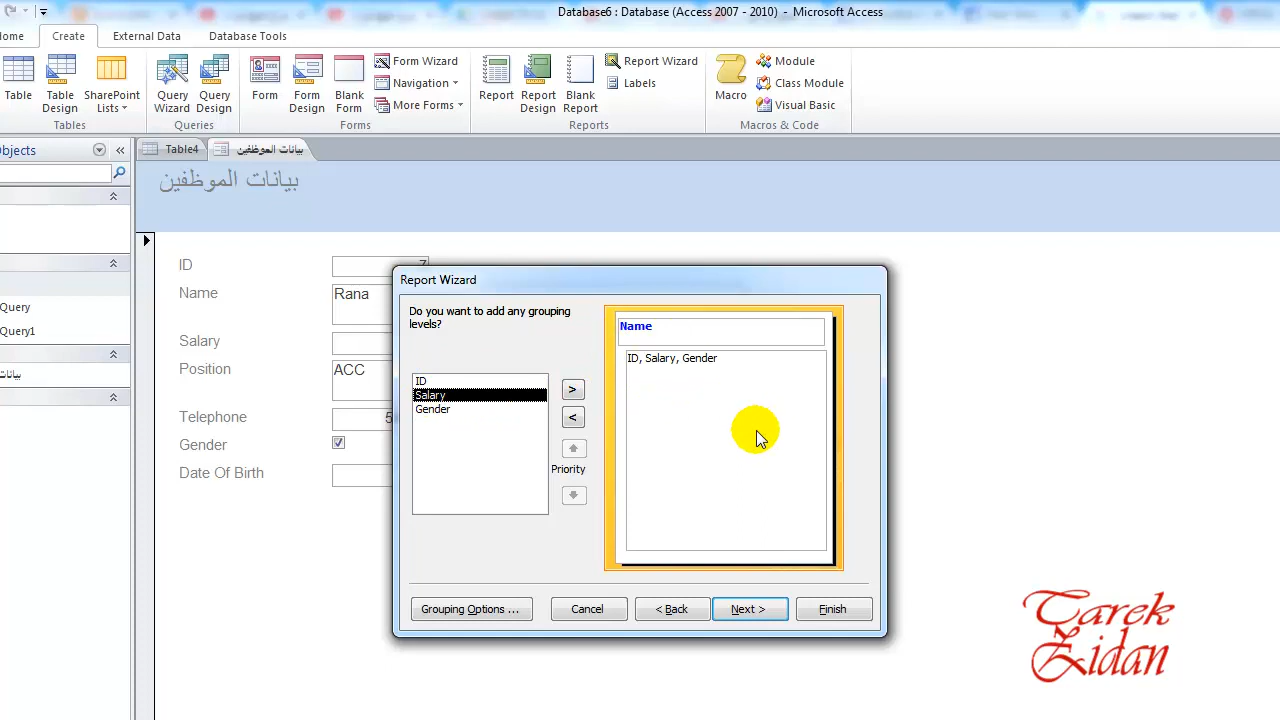 Database6 : Database (Access 2007 - 2010) - Microsoft Access
ome Create External Data Database Tools
Table
Table Design
SharePoint Lists
Tables
Query Wizard
Query Design
Queries
Form
Form Design
Blank Form
Form Wizard
Navigation
More Forms
Forms
Report
Report Design
Blank Report
Report Wizard
Labels
Reports
Macro
Module
Class Module
Visual Basic
Macros & Code
Objects
Table4
بيانات الموظفين
بيانات الموظفين
Query
Query1
بيانات
ID 7
Name Rana
Salary
Position ACC
Telephone 5
Gender
Date Of Birth
Report Wizard
Do you want to add any grouping
levels?
ID
Salary
Gender
>
<
Priority
Name
ID, Salary, Gender
Grouping Options ...
Cancel
< Back
Next >
Finish
Tarek
Zidan